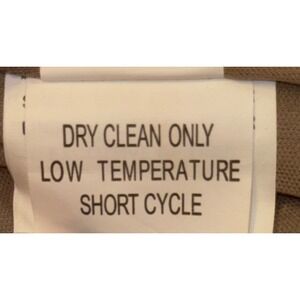 DRY CLEAN ONLY
LOW TEMPERATURE
SHORT CYCLE